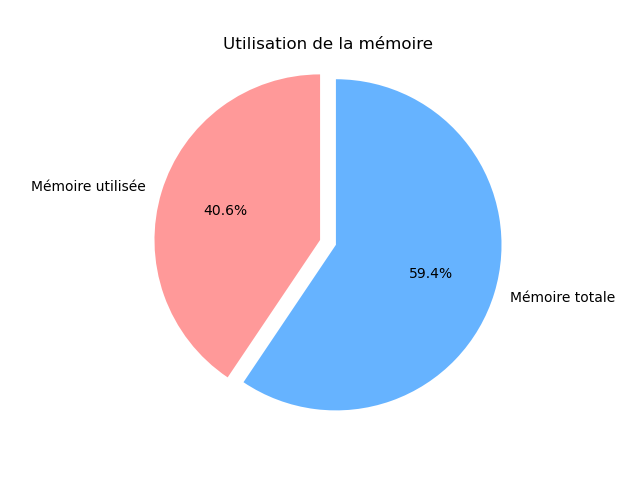 Utilisation de la mémoire
Mémoire utilisée
40.6%
59.4%
Mémoire totale